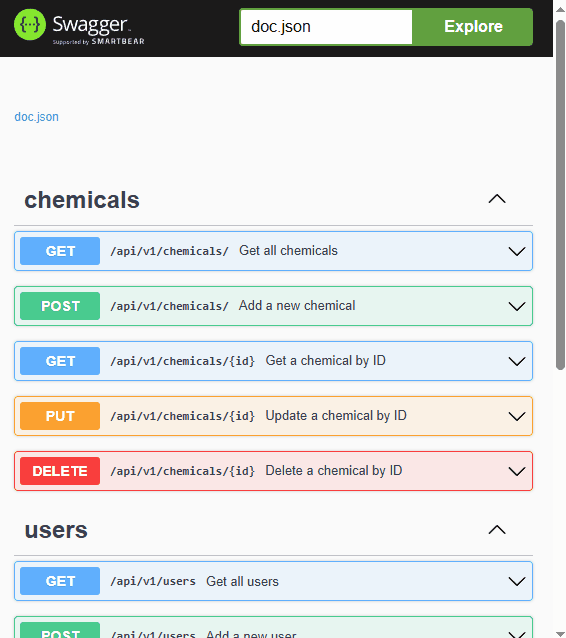 Swagger
Supported by SMARTBEAR
doc.json
Explore
doc.json
chemicals
GET /api/v1/chemicals/ Get all chemicals
POST /api/v1/chemicals/ Add a new chemical
GET /api/v1/chemicals/{id} Get a chemical by ID
PUT /api/v1/chemicals/{id} Update a chemical by ID
DELETE /api/v1/chemicals/{id} Delete a chemical by ID
users
GET /api/v1/users Get all users
POST /api/v1/users Add a new user